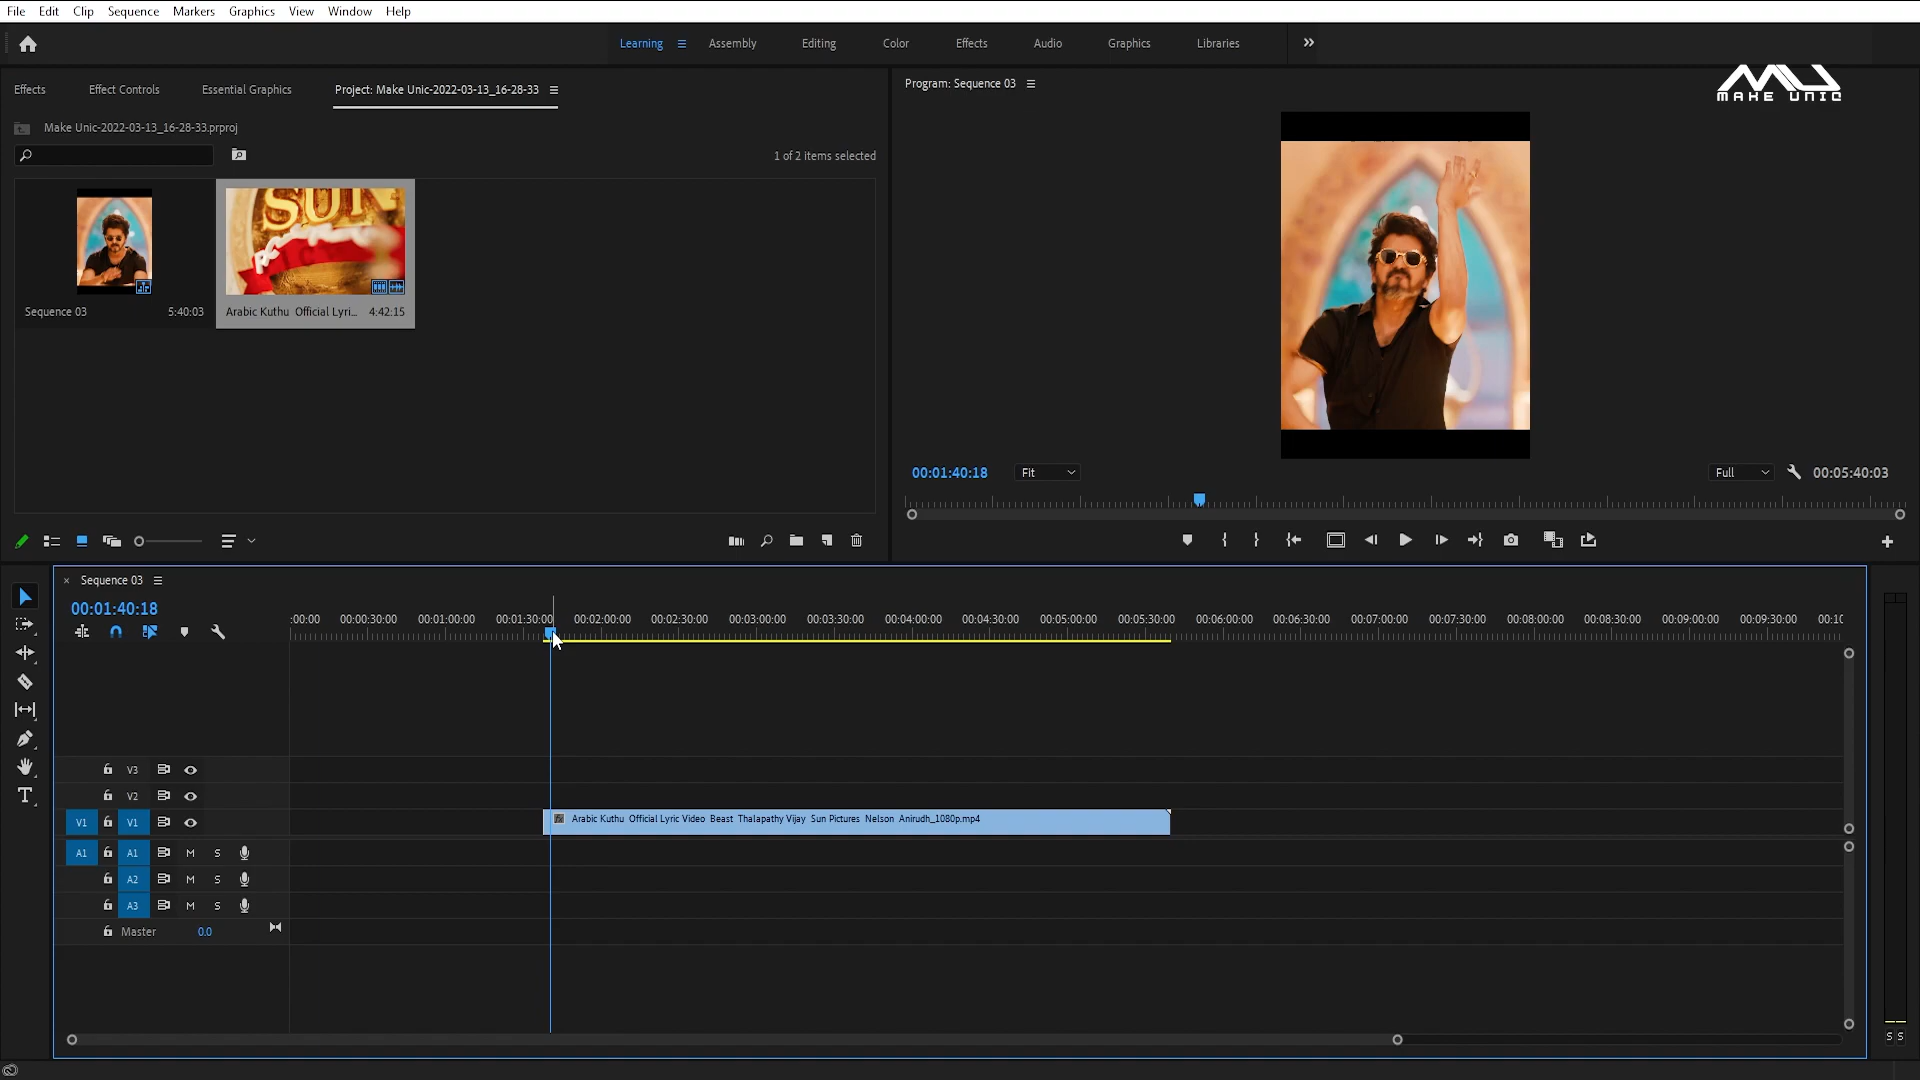 File Edit Clip Sequence Markers Graphics View Window Help
Learning Assembly Editing Color Effects Audio Graphics Libraries
Effects Effect Controls Essential Graphics Project: Make Unic-2022-03-13_16-28-33
Program: Sequence 03
MAKE UNIC
Make Unic-2022-03-13_16-28-33.prproj
1 of 2 items selected
SUN
Sequence 03 5:40:03
Arabic Kuthu Official Lyri... 4:42:15
00:01:40:18 Fit Full 00:05:40:03
× Sequence 03
00:01:40:18
:00:00 00:00:30:00 00:01:00:00 00:01:30:00 00:02:00:00 00:02:30:00 00:03:00:00 00:03:30:00 00:04:00:00 00:04:30:00 00:05:00:00 00:05:30:00 00:06:00:00 00:06:30:00 00:07:00:00 00:07:30:00 00:08:00:00 00:08:30:00 00:09:00:00 00:09:30:00 00:10
V3
V2
V1 V1
fx Arabic Kuthu Official Lyric Video Beast Thalapathy Vijay Sun Pictures Nelson Anirudh_1080p.mp4
A1 A1 M S
A2 M S
A3 M S
Master 0.0
S S